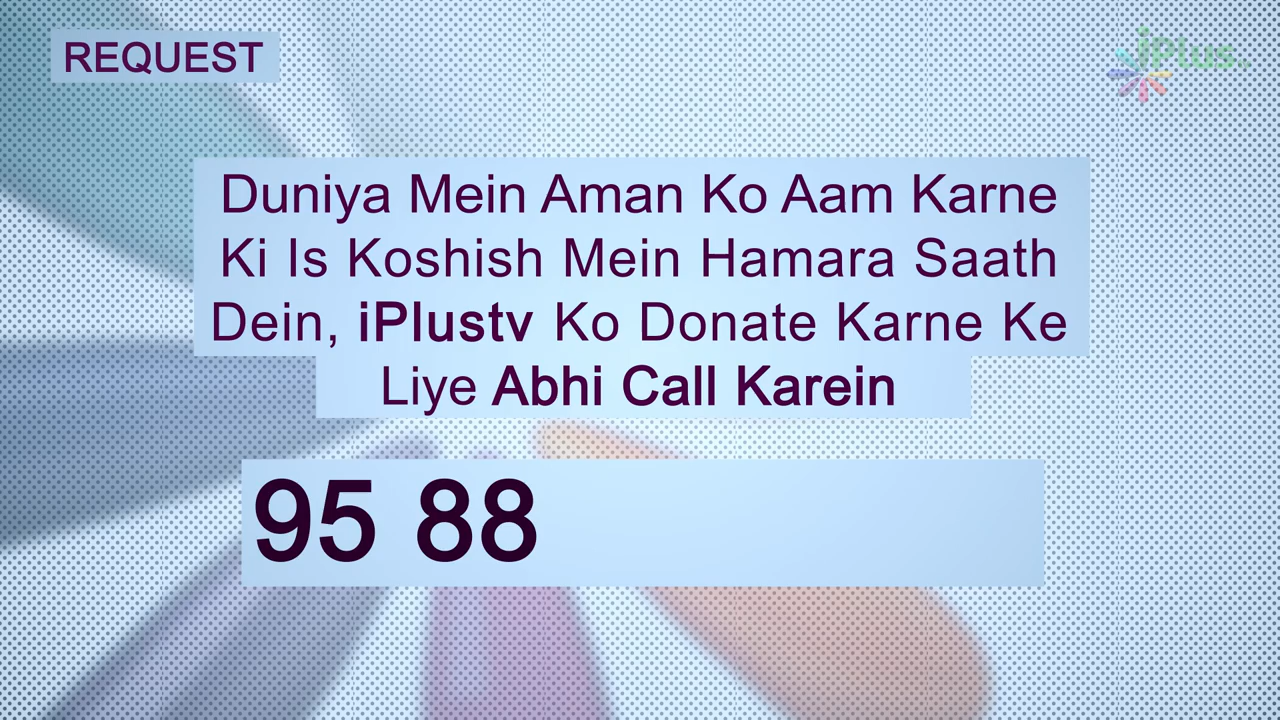 REQUEST
iPlus tv
Duniya Mein Aman Ko Aam Karne
Ki Is Koshish Mein Hamara Saath
Dein, iPlustv Ko Donate Karne Ke
Liye Abhi Call Karein
95 88